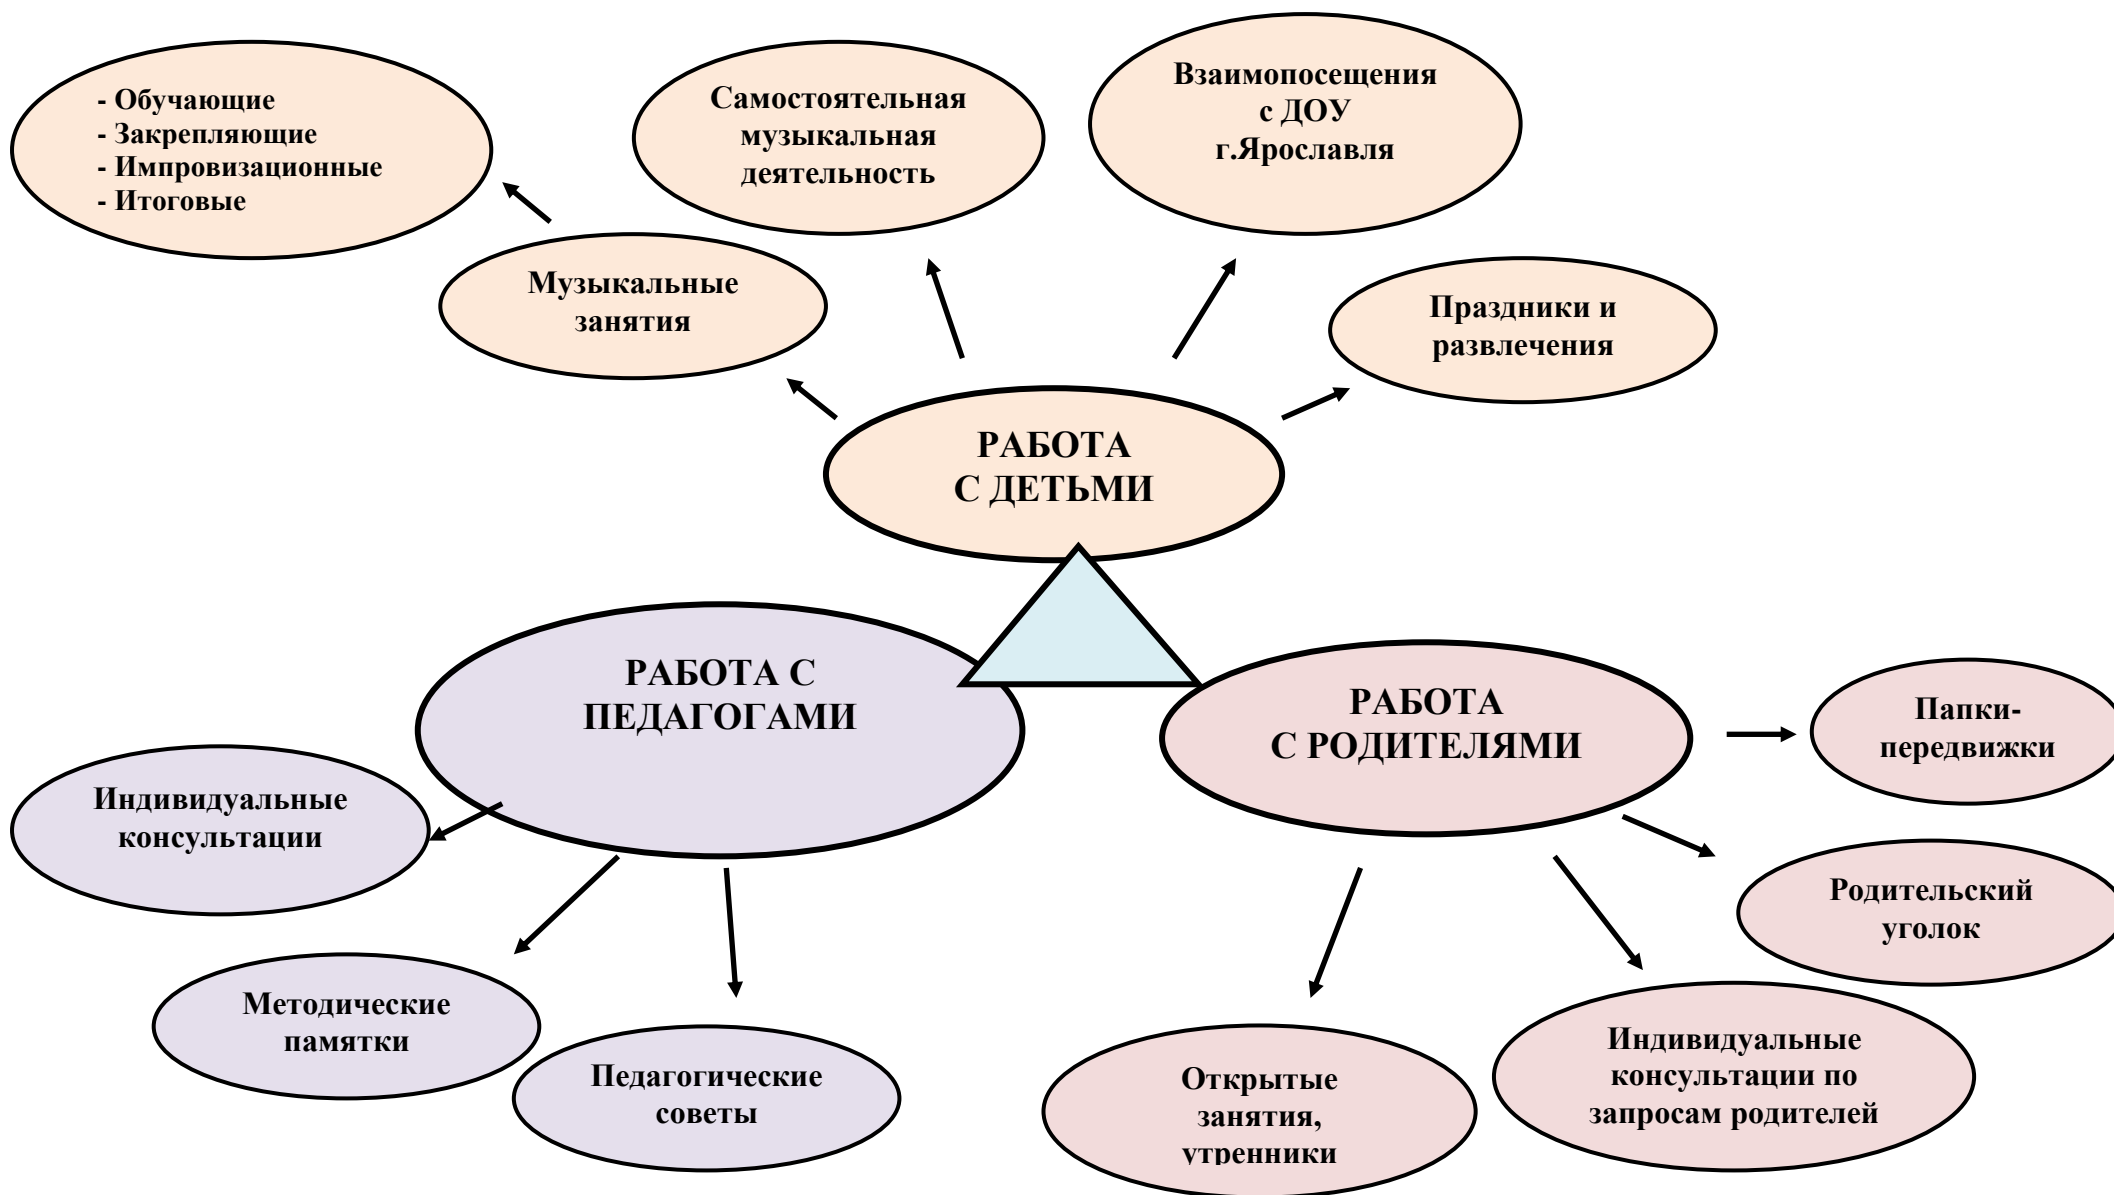 - Обучающие
- Закрепляющие
- Импровизационные
- Итоговые
Самостоятельная
музыкальная
деятельность
Взаимопосещения
с ДОУ
г.Ярославля
Музыкальные
занятия
Праздники и
развлечения
РАБОТА
С ДЕТЬМИ
РАБОТА С
ПЕДАГОГАМИ
РАБОТА
С РОДИТЕЛЯМИ
Папки-
передвижки
Индивидуальные
консультации
Родительский
уголок
Методические
памятки
Педагогические
советы
Открытые
занятия,
утренники
Индивидуальные
консультации по
запросам родителей